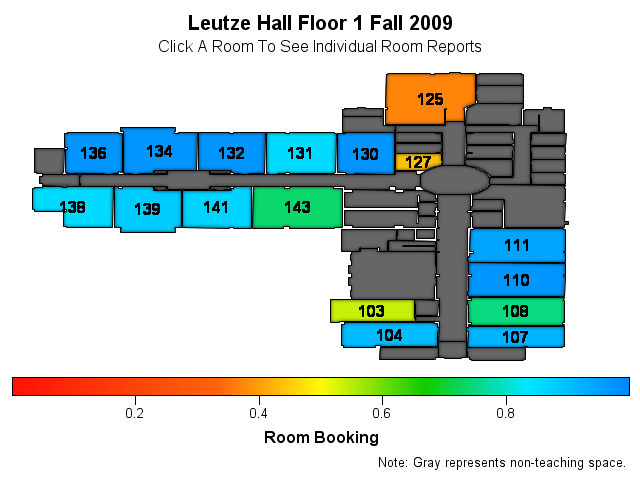 Leutze Hall Floor 1 Fall 2009
Click A Room To See Individual Room Reports
125
136 134 132 131 130 127
138 139 141 143
111
110
103 108
104 107
0.2 0.4 0.6 0.8
Room Booking
Note: Gray represents non-teaching space.